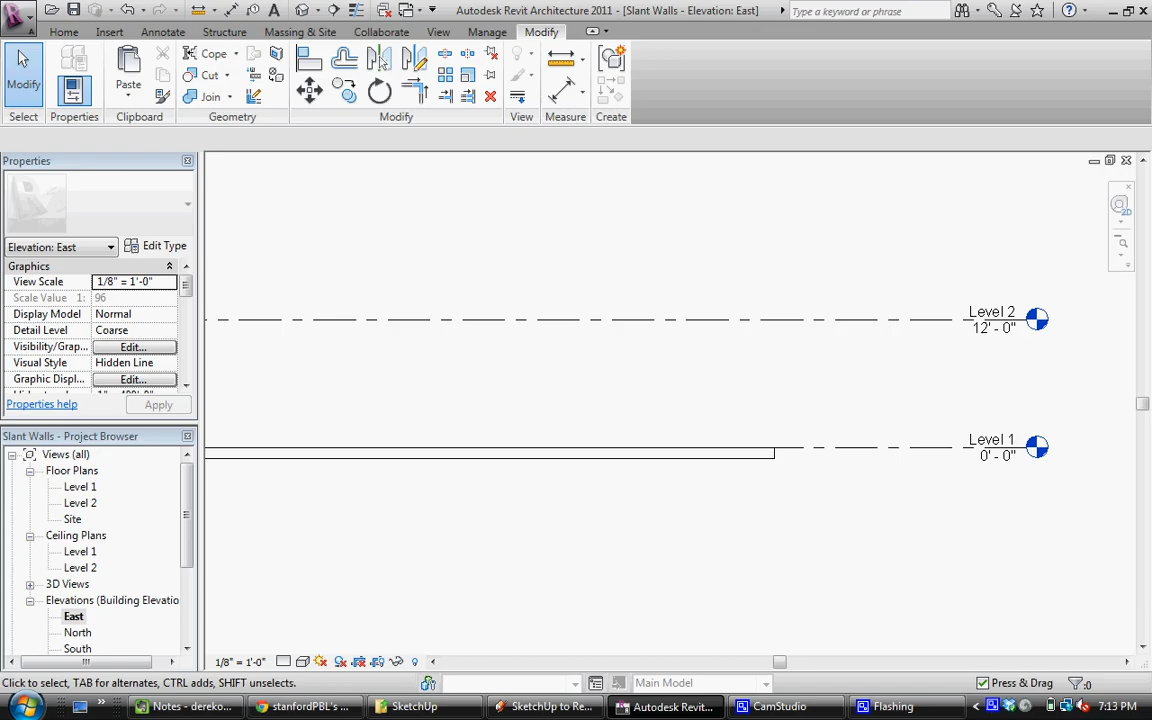 Autodesk Revit Architecture 2011 - [Slant Walls - Elevation: East]
Type a keyword or phrase
Home Insert Annotate Structure Massing & Site Collaborate View Manage Modify
Modify Paste Cope Cut Join
Select Properties Clipboard Geometry Modify View Measure Create
Properties
Elevation: East Edit Type
Graphics
View Scale 1/8" = 1'-0"
Scale Value 1: 96
Display Model Normal
Detail Level Coarse
Visibility/Grap... Edit...
Visual Style Hidden Line
Graphic Displ... Edit...
Properties help Apply
Slant Walls - Project Browser
Views (all)
Floor Plans
Level 1
Level 2
Site
Ceiling Plans
Level 1
Level 2
3D Views
Elevations (Building Elevatio
East
North
South
2D
Level 2
12' - 0"
Level 1
0' - 0"
1/8" = 1'-0"
Click to select, TAB for alternates, CTRL adds, SHIFT unselects. Main Model Press & Drag :0
Notes - dereko... stanfordPBL's ... SketchUp SketchUp to Re... Autodesk Revit... CamStudio Flashing 7:13 PM